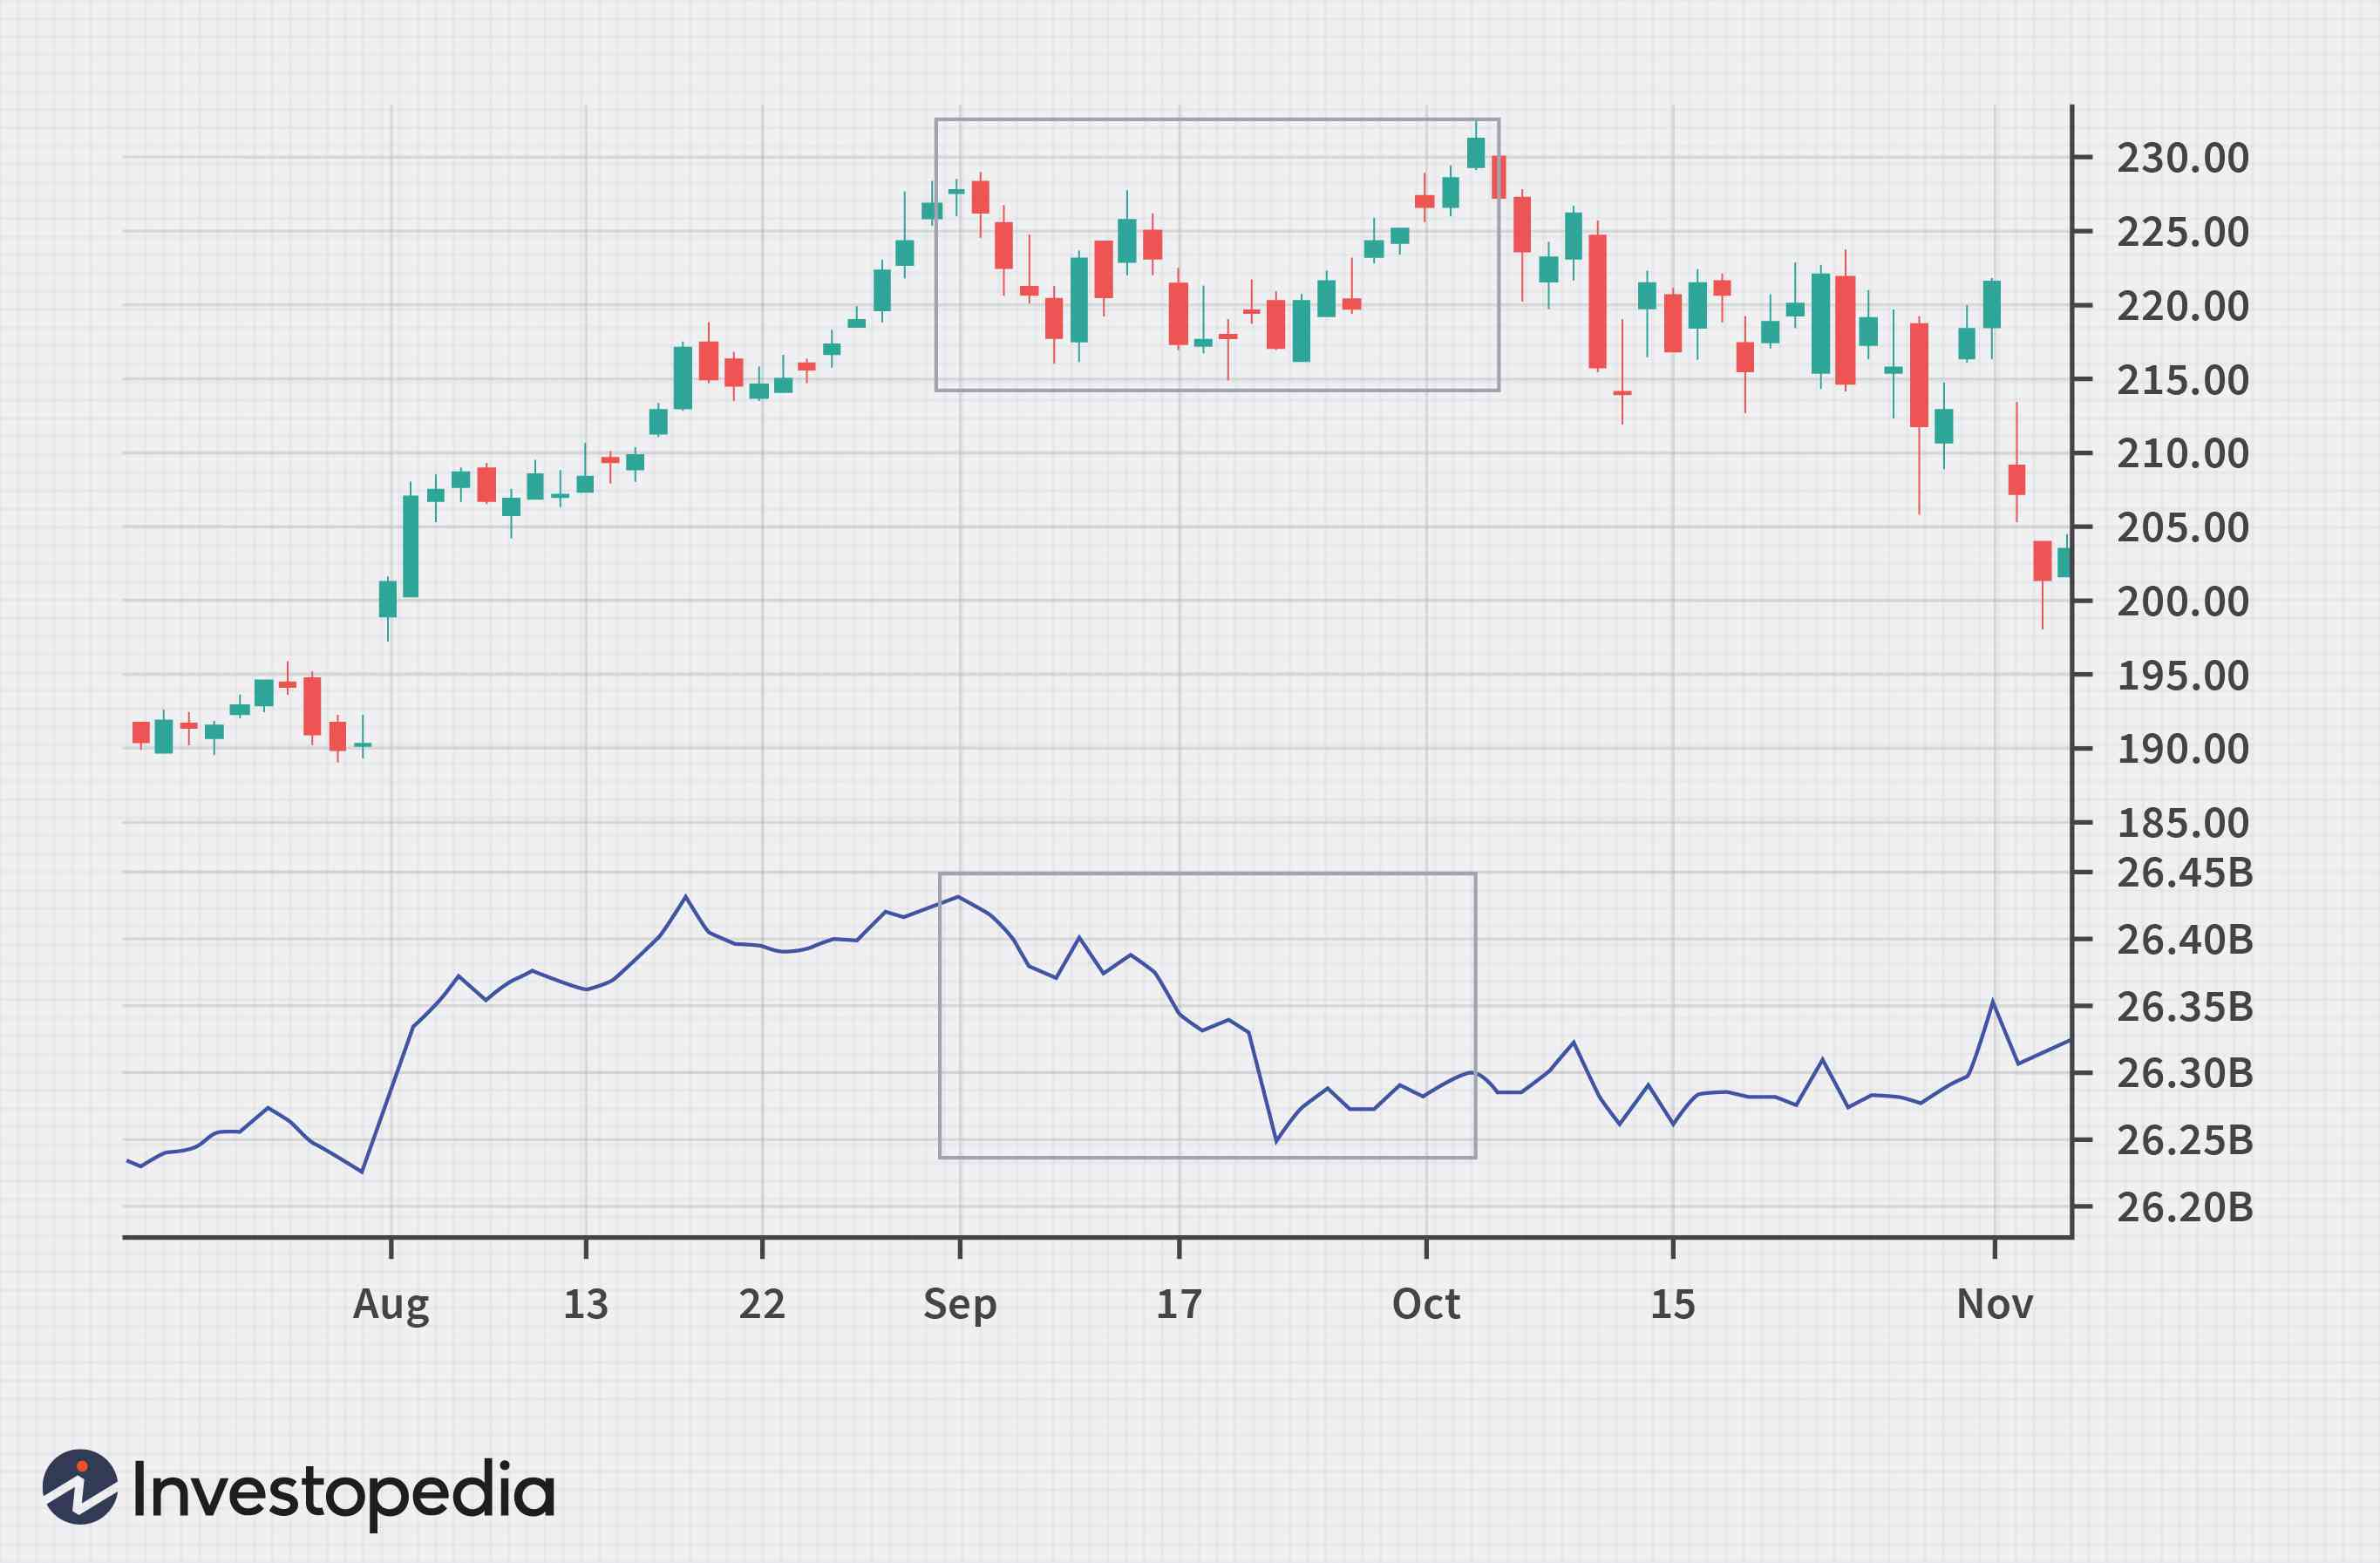 230.00
225.00
220.00
215.00
210.00
205.00
200.00
195.00
190.00
185.00
26.45B
26.40B
26.35B
26.30B
26.25B
26.20B
Aug 13 22 Sep 17 Oct 15 Nov
Investopedia